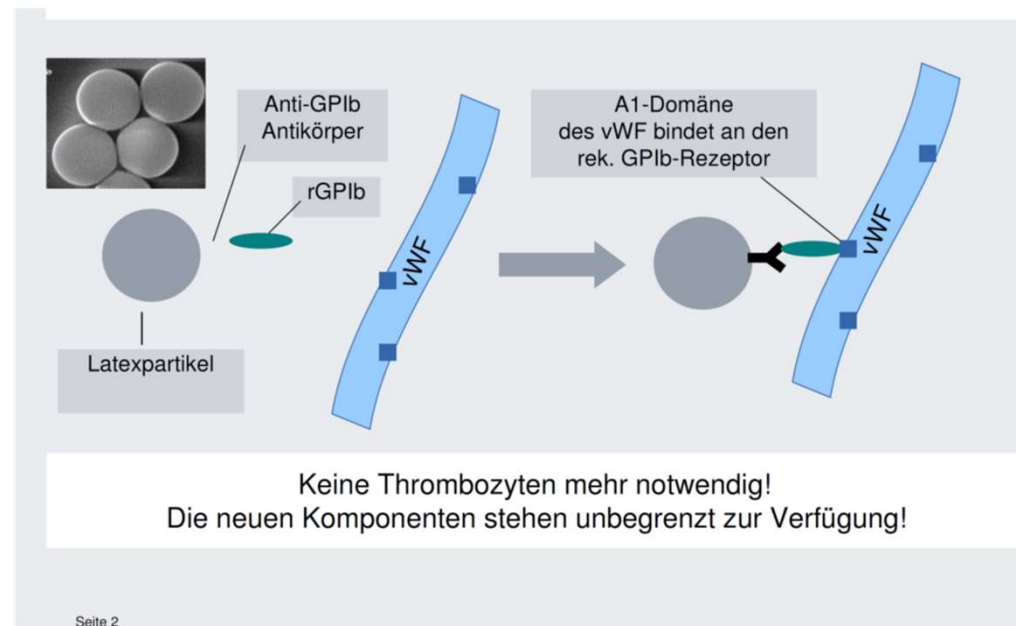 Anti-GPIb
Antikörper
rGPIb
Latexpartikel
vWF
A1-Domäne
des vWF bindet an den
rek. GPIb-Rezeptor
vWF
Keine Thrombozyten mehr notwendig!
Die neuen Komponenten stehen unbegrenzt zur Verfügung!
Seite 2